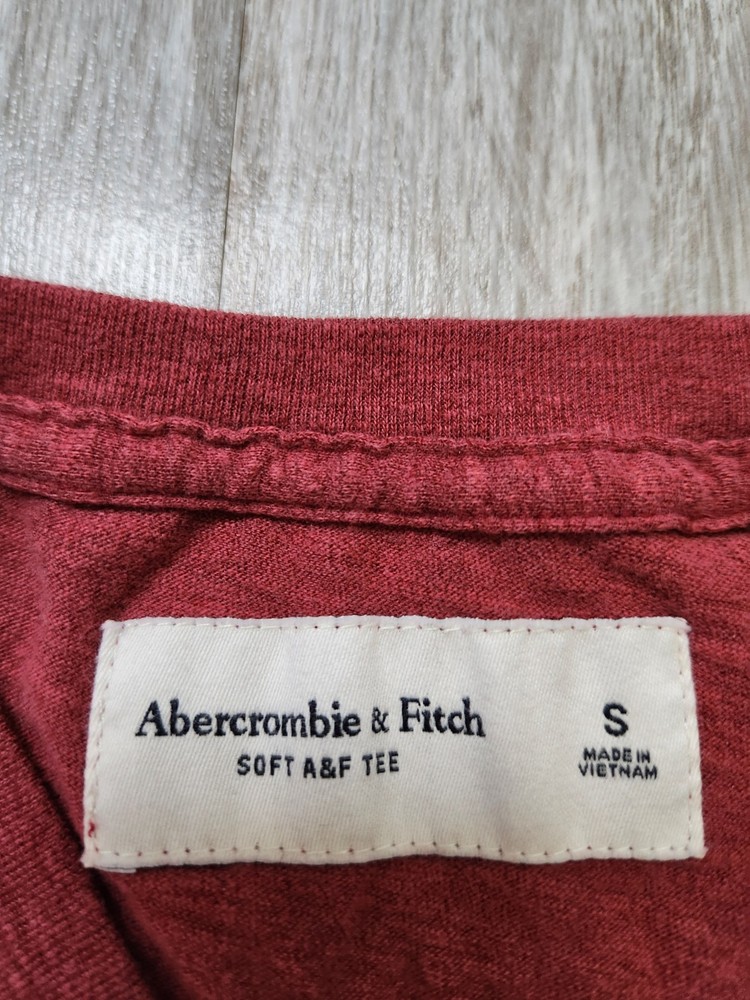 Abercrombie & Fitch
SOFT A&F TEE
S
MADE IN
VIETNAM